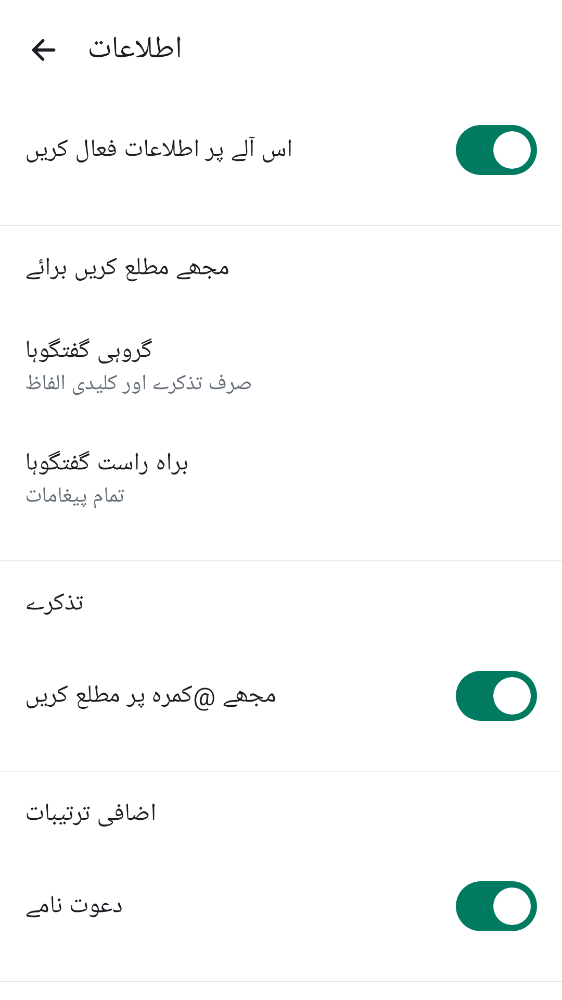 اطلاعات
اس آلے پر اطلاعات فعال کریں
مجھے مطلع کریں برائے
گروہی گفتگوہا
صرف تذکرے اور کلیدی الفاظ
براہ راست گفتگوہا
تمام پیغامات
تذکرے
مجھے @کمرہ پر مطلع کریں
اضافی ترتیبات
دعوت نامے